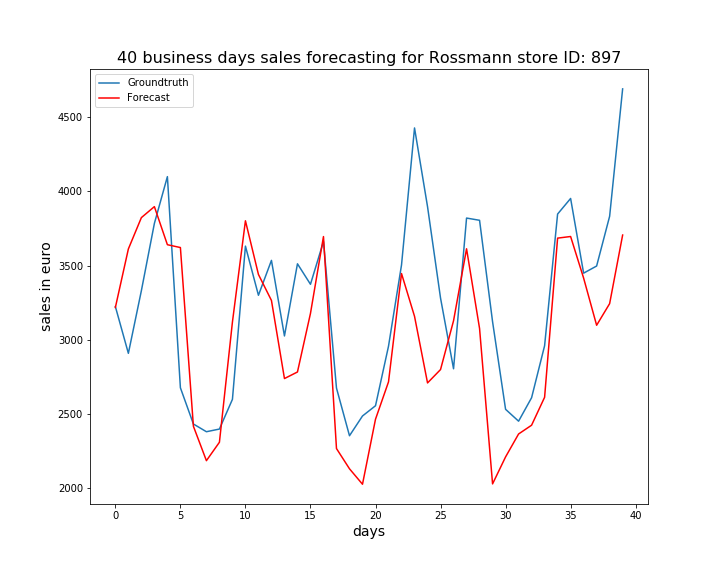 40 business days sales forecasting for Rossmann store ID: 897
Groundtruth
Forecast
4500
4000
3500
3000
2500
2000
sales in euro
0 5 10 15 20 25 30 35 40
days